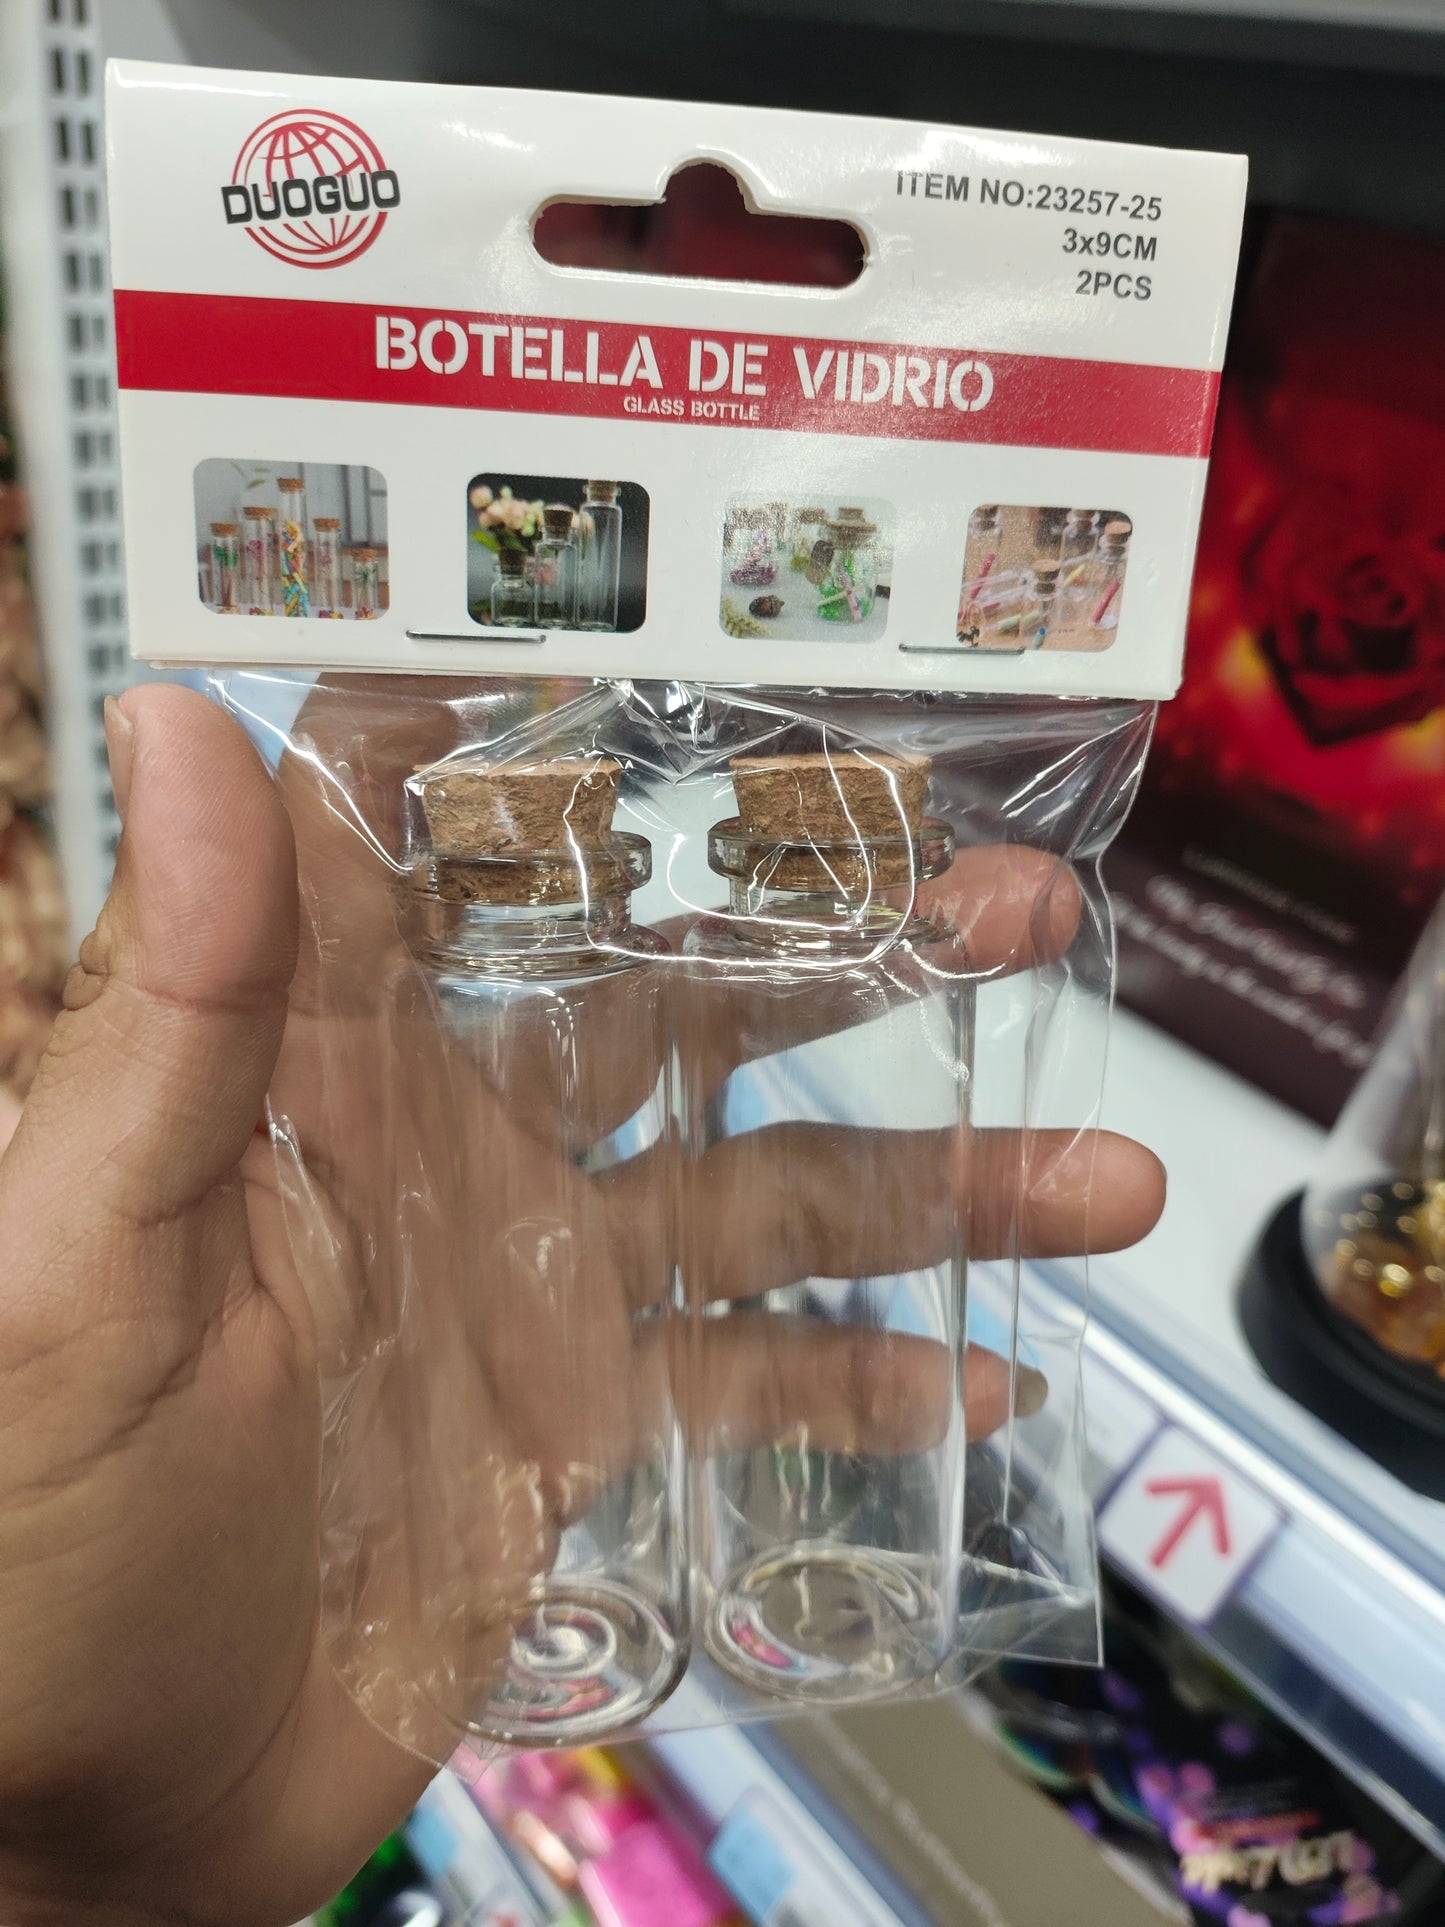 DUOGUO
ITEM NO:23257-25
3x9CM
2PCS
BOTELLA DE VIDRIO
GLASS BOTTLE